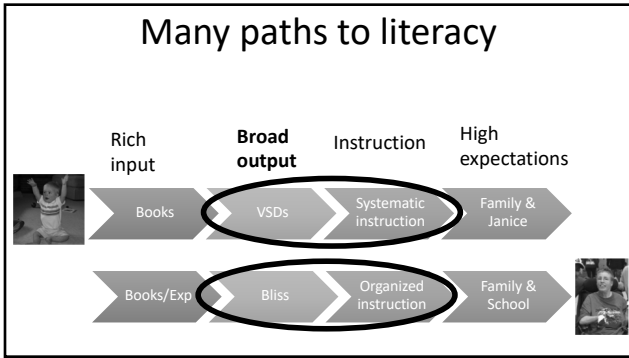 Many paths to literacy
Rich
input
Broad
output
Instruction
High
expectations
Books
VSDs
Systematic
instruction
Family &
Janice
Books/Exp
Bliss
Organized
instruction
Family &
School